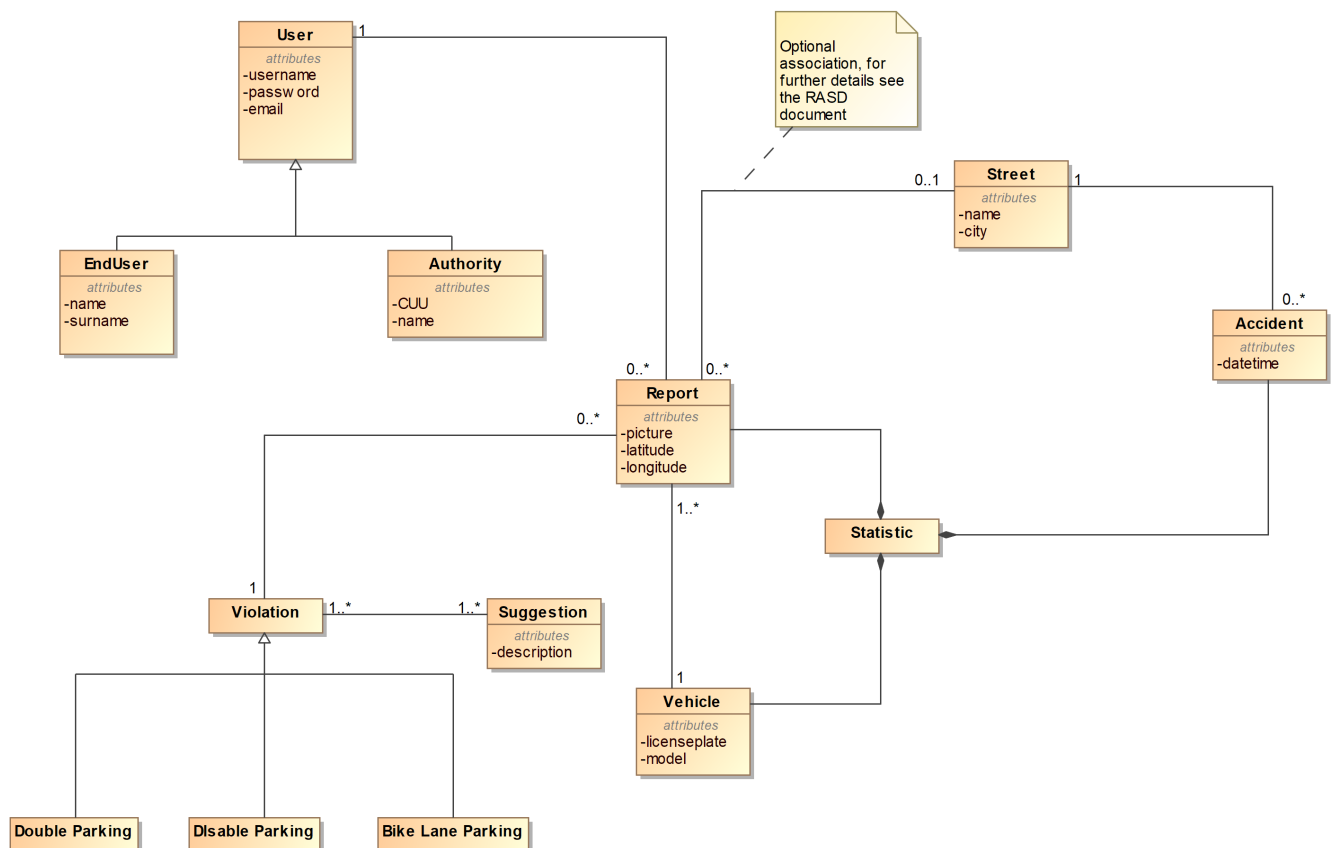 User
attributes
-username
-passw ord
-email
1
Optional
association, for
further details see
the RASD
document
0..1
Street
attributes
-name
-city
1
EndUser
attributes
-name
-surname
Authority
attributes
-CUU
-name
0..*
Accident
attributes
-datetime
0..*
0..*
Report
attributes
-picture
-latitude
-longitude
0..*
1..*
Statistic
1
Violation
1..*
1..*
Suggestion
attributes
-description
1
Vehicle
attributes
-licenseplate
-model
Double Parking
DIsable Parking
Bike Lane Parking